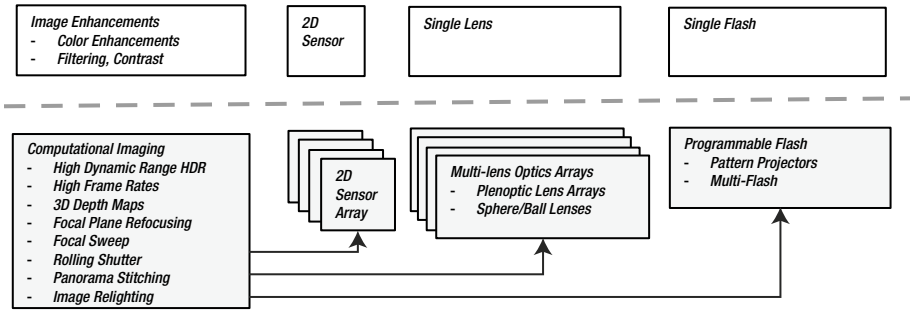 Image Enhancements
- Color Enhancements
- Filtering, Contrast
2D
Sensor
Single Lens
Single Flash
Computational Imaging
- High Dynamic Range HDR
- High Frame Rates
- 3D Depth Maps
- Focal Plane Refocusing
- Focal Sweep
- Rolling Shutter
- Panorama Stitching
- Image Relighting
2D
Sensor
Array
Multi-lens Optics Arrays
- Plenoptic Lens Arrays
- Sphere/Ball Lenses
Programmable Flash
- Pattern Projectors
- Multi-Flash